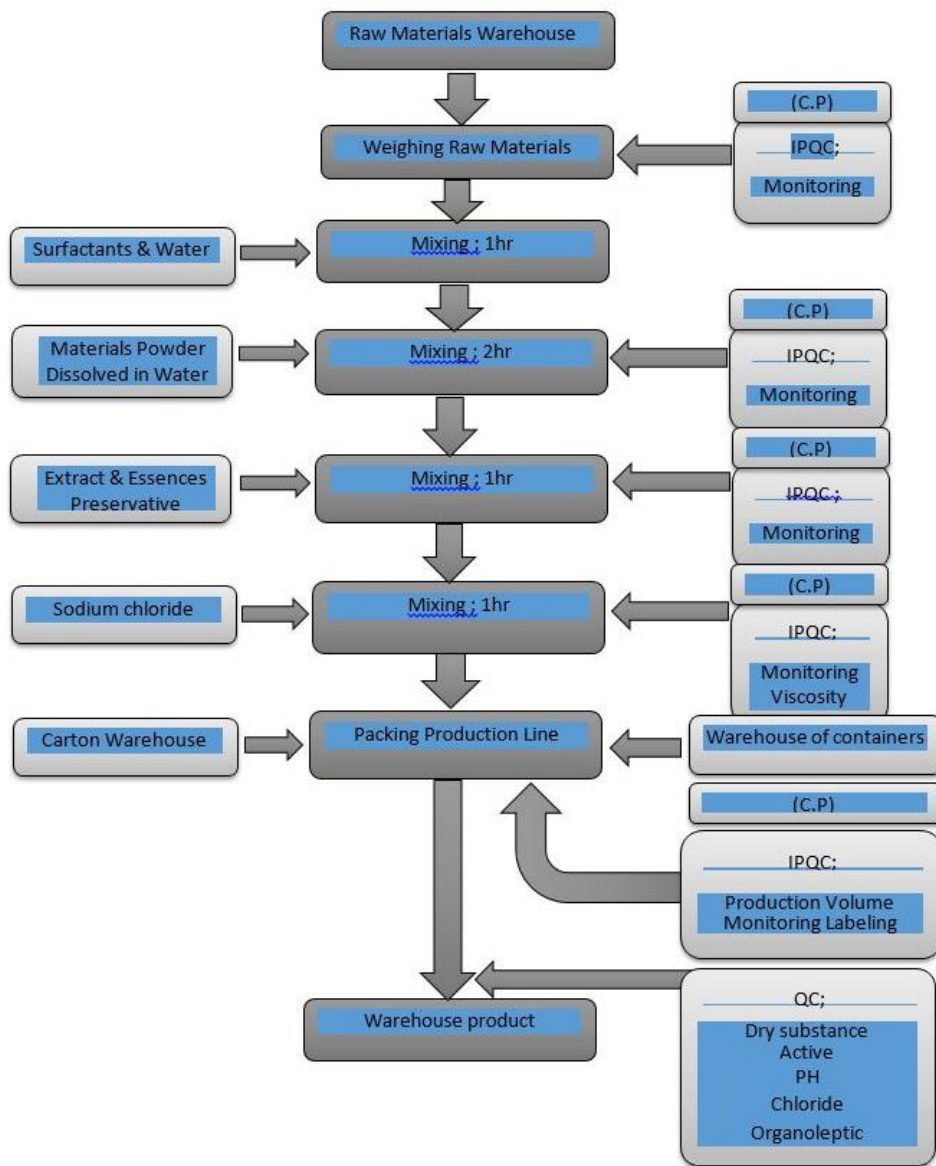 Raw Materials Warehouse
(C.P)
Weighing Raw Materials
IPQC;
Monitoring
Surfactants & Water
Mixing ; 1hr
(C.P)
Materials Powder
Dissolved in Water
Mixing ; 2hr
IPQC;
Monitoring
(C.P)
Extract & Essences
Preservative
Mixing ; 1hr
IPQC ;
Monitoring
(C.P)
Sodium chloride
Mixing ; 1hr
IPQC;
Monitoring
Viscosity
Carton Warehouse
Packing Production Line
Warehouse of containers
(C.P)
IPQC;
Production Volume
Monitoring Labeling
Warehouse product
QC;
Dry substance
Active
PH
Chloride
Organoleptic